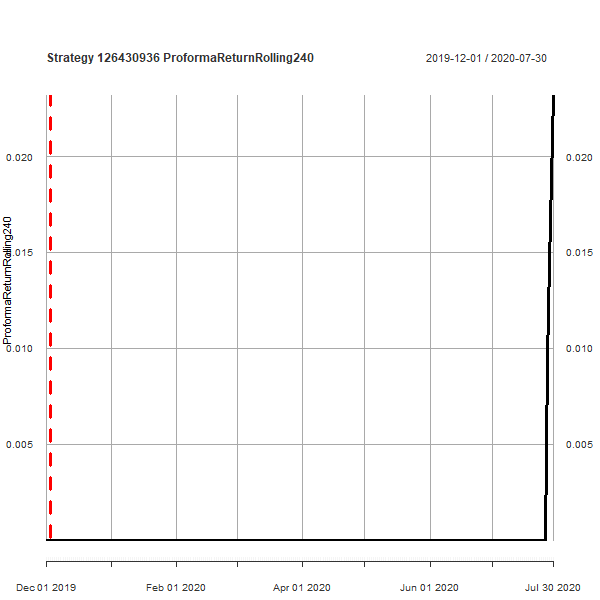 Strategy 126430936 ProformaReturnRolling240
2019-12-01 / 2020-07-30
ProformaReturnRolling240
0.020
0.015
0.010
0.005
0.020
0.015
0.010
0.005
Dec 01 2019
Feb 01 2020
Apr 01 2020
Jun 01 2020
Jul 30 2020